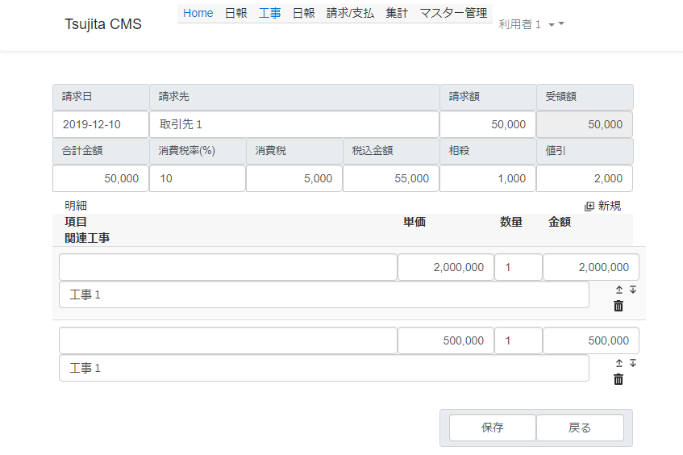 Tsujita CMS Home 日報 工事 日報 請求/支払 集計 マスター管理 利用者１
請求日 請求先 請求額 受領額
2019-12-10 取引先１ 50,000 50,000
合計金額 消費税率(%) 消費税 税込金額 相殺 値引
50,000 10 5,000 55,000 1,000 2,000
明細 新規
項目 単価 数量 金額
関連工事
2,000,000 1 2,000,000
工事１
500,000 1 500,000
工事１
保存 戻る